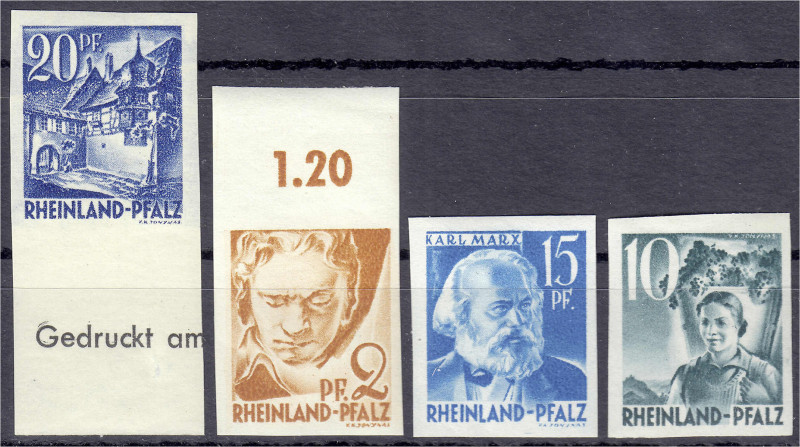 20 PF.
RHEINLAND-PFALZ
Gedruckt am
1.20
PF. 2
RHEINLAND-PFALZ
KARL MARX
15
PF.
RHEINLAND-PFALZ
10
RHEINLAND-PFALZ